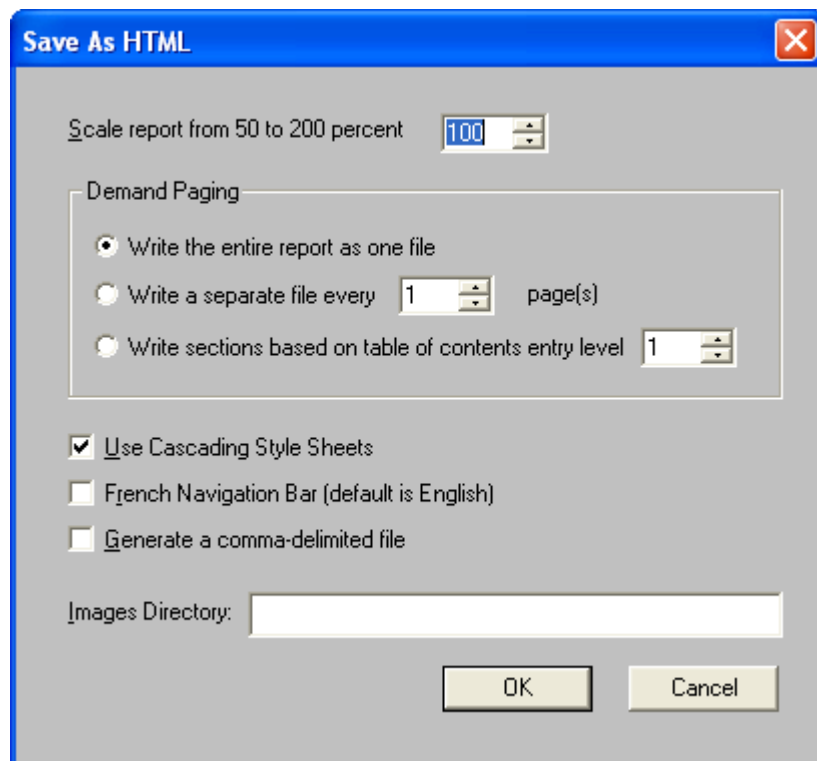 Save As HTML
Scale report from 50 to 200 percent 100
Demand Paging
Write the entire report as one file
Write a separate file every 1 page(s)
Write sections based on table of contents entry level 1
Use Cascading Style Sheets
French Navigation Bar (default is English)
Generate a comma-delimited file
Images Directory:
OK Cancel